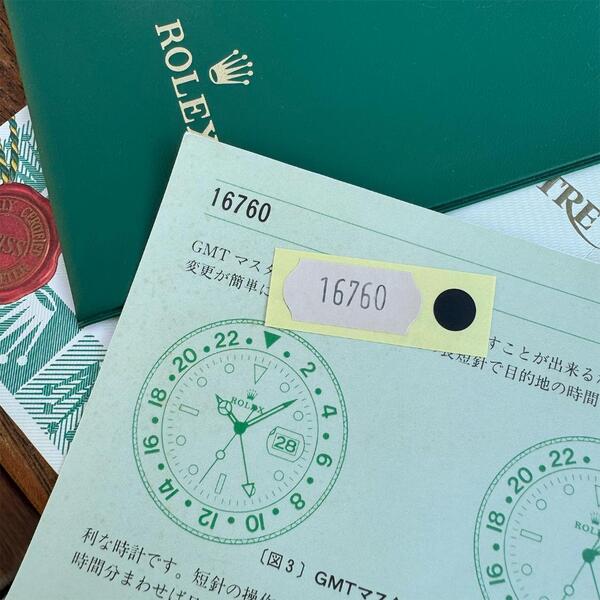 ROLEX
16760
GMTマスタ
変更が簡単に
16760
すことが出来る
長短針で目的地の時間
22
20
18
16
14
12
10
8
6
4
2
ROLEX
28
22
20
18
16
14
〔図3〕GMTマス
利な時計です。短針の操作
時間分まわせば